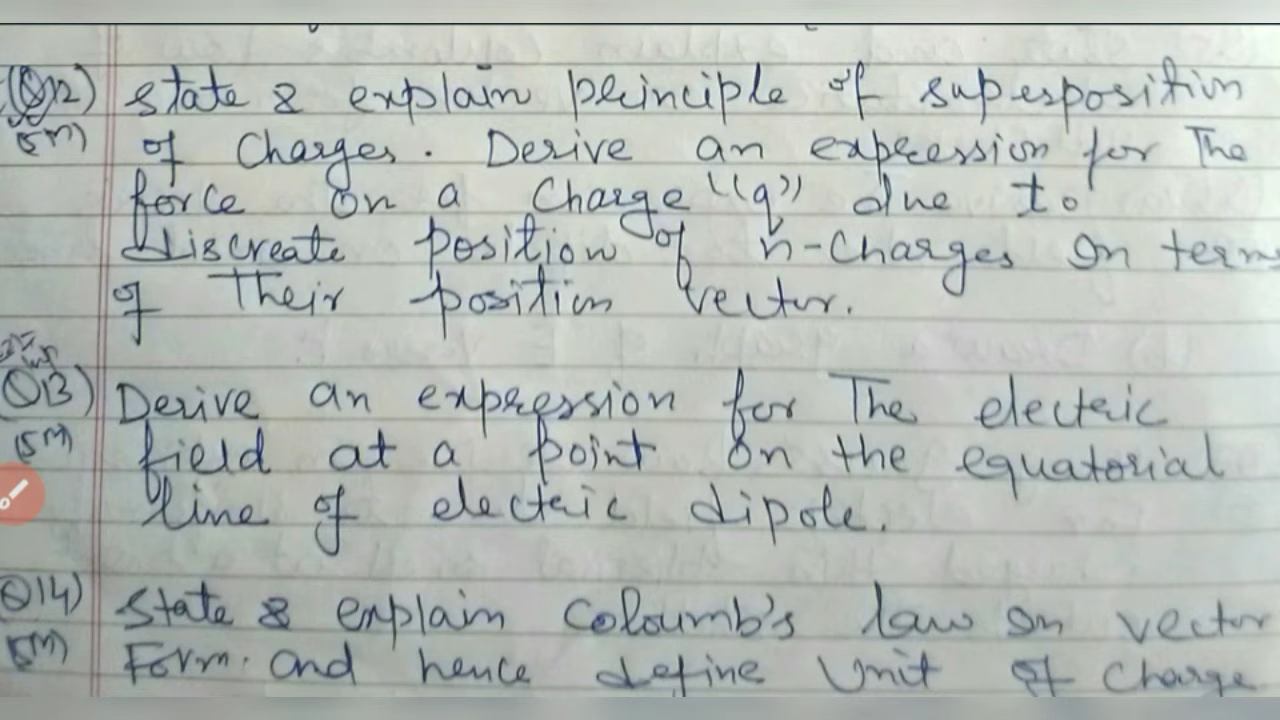 Q12) State & explain principle of superposition
(5M) of Charges. Derive an expression for The
force on a Charge "(q)" due to
discreate position of n-Charges In terms
of Their position vector.
Q13) Derive an expression for The electric
(5M) field at a point on the equatorial
line of electric dipole.
Q14) State & explain Coloumb's law In vector
(5M) Form. And hence define Unit of Charge